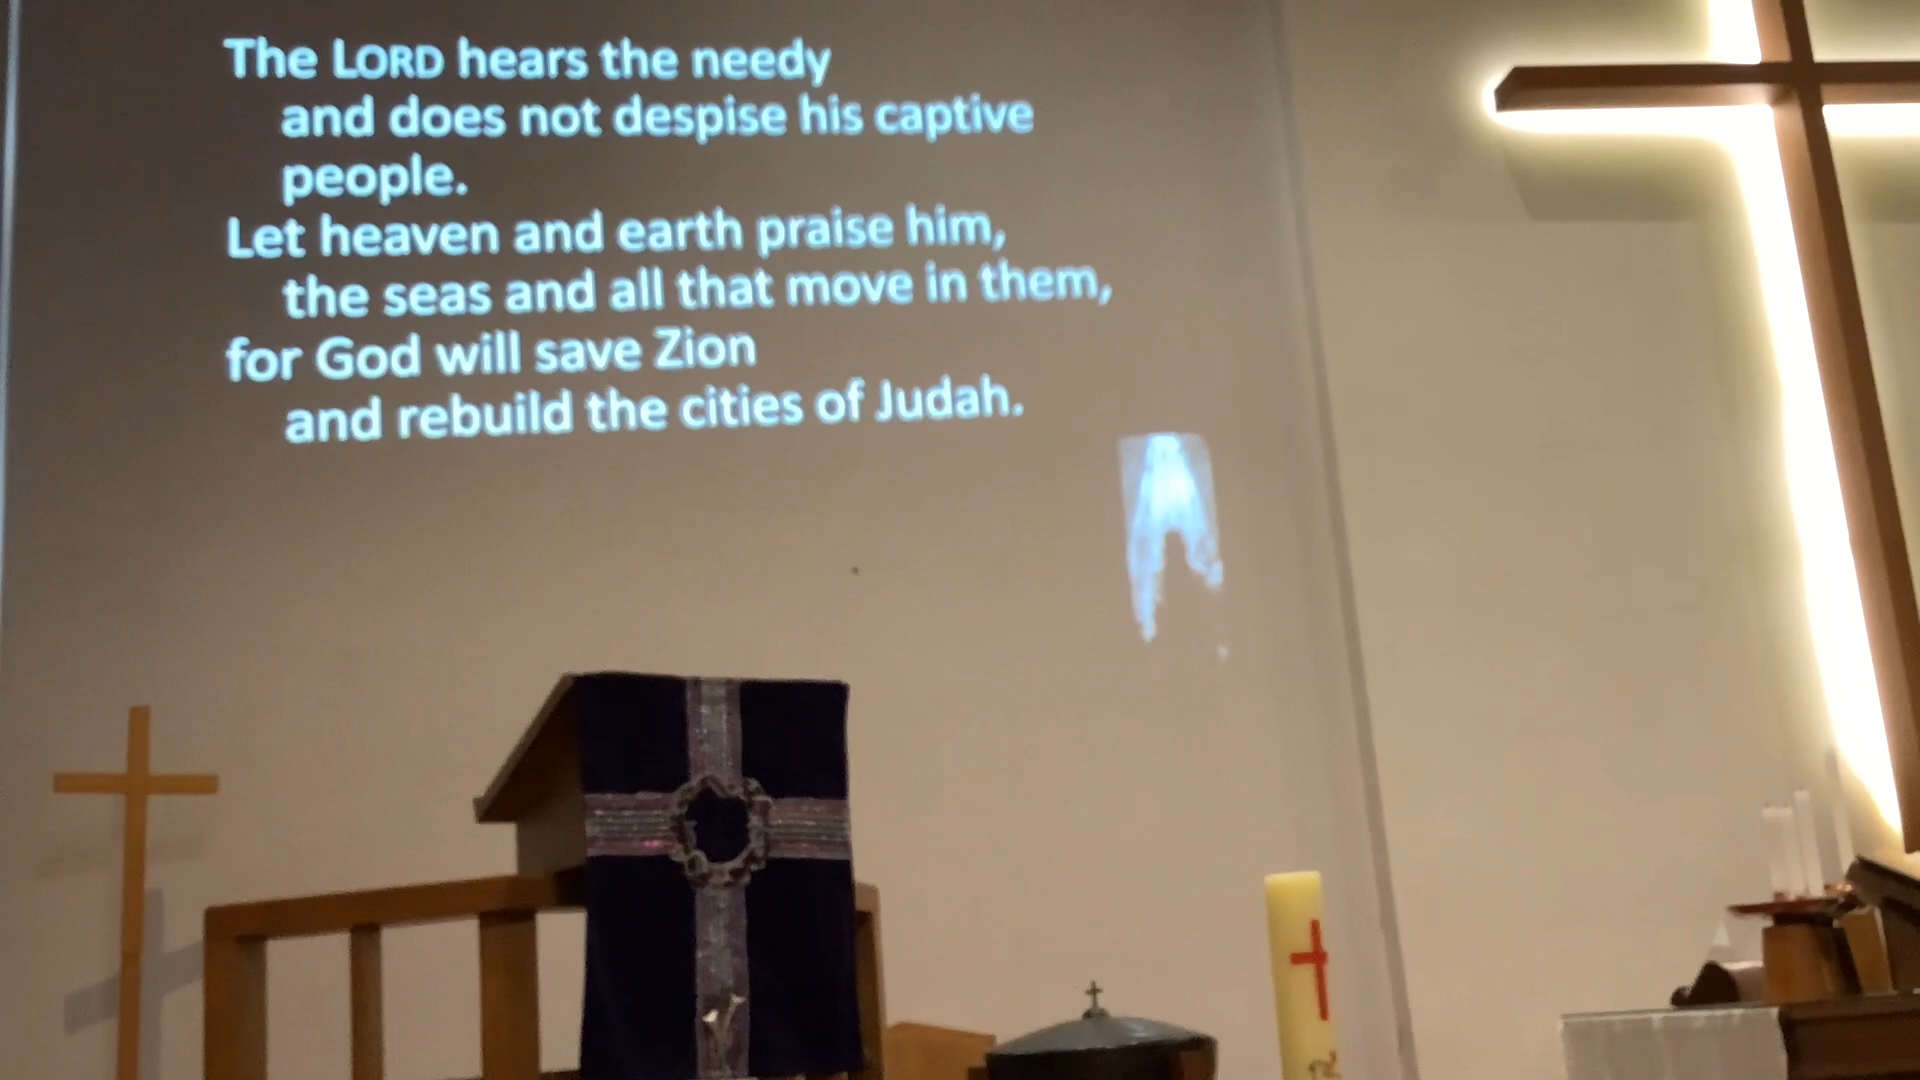 The LORD hears the needy
and does not despise his captive
people.
Let heaven and earth praise him,
the seas and all that move in them,
for God will save Zion
and rebuild the cities of Judah.